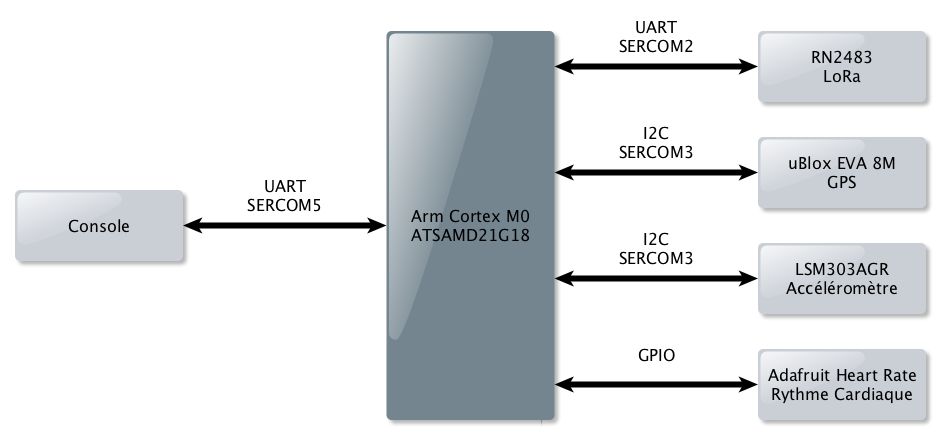 UART
SERCOM2
RN2483
LoRa
I2C
SERCOM3
uBlox EVA 8M
GPS
UART
SERCOM5
Console
Arm Cortex M0
ATSAMD21G18
I2C
SERCOM3
LSM303AGR
Accéléromètre
GPIO
Adafruit Heart Rate
Rythme Cardiaque